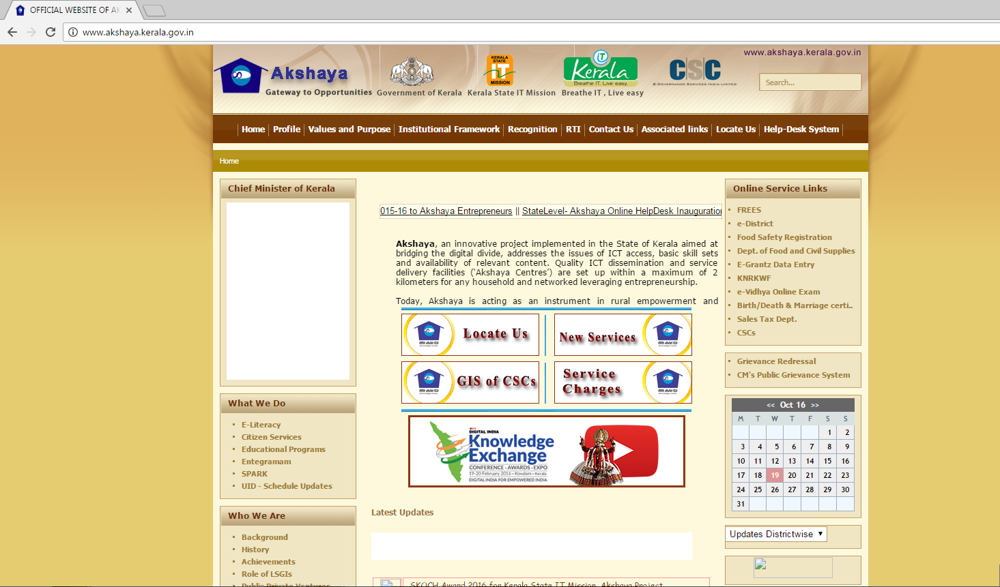 OFFICIAL WEBSITE OF AK
www.akshaya.kerala.gov.in
www.akshaya.kerala.gov.in
Akshaya
Gateway to Opportunities
Government of Kerala
KERALA STATE
IT
MISSION
Kerala State IT Mission
iT
Kerala
Breathe IT. Live easy.
Breathe IT , Live easy
CSC
e-Governance Services India Limited
Search...
Home Profile Values and Purpose Institutional Framework Recognition RTI Contact Us Associated links Locate Us Help-Desk System
Home
Chief Minister of Kerala
What We Do
E-Literacy
Citizen Services
Educational Programs
Entegramam
SPARK
UID - Schedule Updates
Who We Are
Background
History
Achievements
Role of LSGIs
Public Private Ventures
015-16 to Akshaya Entrepreneurs || StateLevel- Akshaya Online HelpDesk Inauguration
Akshaya, an innovative project implemented in the State of Kerala aimed at
bridging the digital divide, addresses the issues of ICT access, basic skill sets
and availability of relevant content. Quality ICT dissemination and service
delivery facilities (‘Akshaya Centres’) are set up within a maximum of 2
kilometers for any household and networked leveraging entrepreneurship.
Today, Akshaya is acting as an instrument in rural empowerment and
Locate Us
New Services
GIS of CSCs
Service
Charges
DIGITAL INDIA
Knowledge
Exchange
CONFERENCE - AWARDS - EXPO
19-20 February 2016 • Kovalam • Kerala
DIGITAL INDIA FOR EMPOWERED INDIA
Latest Updates
SKOCH Award 2016 for Kerala State IT Mission, Akshaya Project
Online Service Links
FREES
e-District
Food Safety Registration
Dept. of Food and Civil Supplies
E-Grantz Data Entry
KNRKWF
e-Vidhya Online Exam
Birth/Death & Marriage certi..
Sales Tax Dept.
CSCs
Grievance Redressal
CM's Public Grievance System
<< Oct 16 >>
M T W T F S S
1 2
3 4 5 6 7 8 9
10 11 12 13 14 15 16
17 18 19 20 21 22 23
24 25 26 27 28 29 30
31
Updates Districtwise